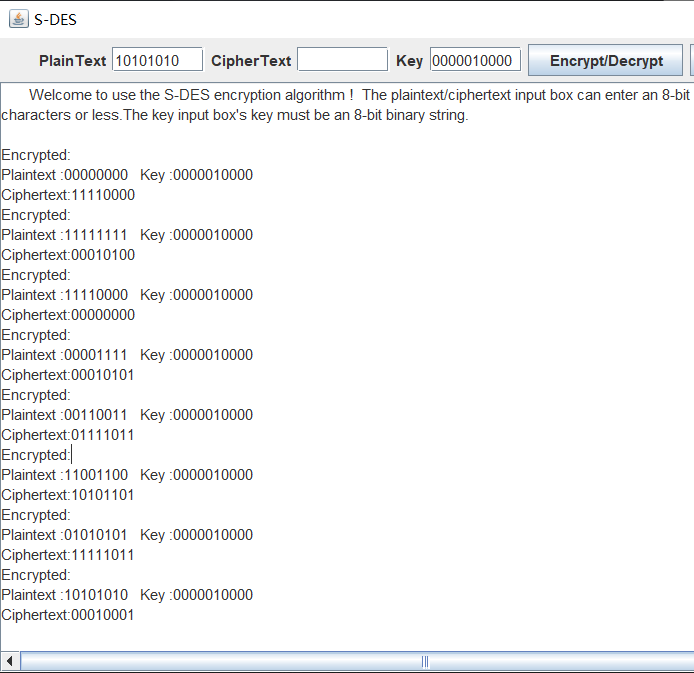 S-DES
PlainText 10101010 CipherText Key 0000010000 Encrypt/Decrypt
Welcome to use the S-DES encryption algorithm！ The plaintext/ciphertext input box can enter an 8-bit
characters or less.The key input box's key must be an 8-bit binary string.
Encrypted:
Plaintext :00000000 Key :0000010000
Ciphertext:11110000
Encrypted:
Plaintext :11111111 Key :0000010000
Ciphertext:00010100
Encrypted:
Plaintext :11110000 Key :0000010000
Ciphertext:00000000
Encrypted:
Plaintext :00001111 Key :0000010000
Ciphertext:00010101
Encrypted:
Plaintext :00110011 Key :0000010000
Ciphertext:01111011
Encrypted:
Plaintext :11001100 Key :0000010000
Ciphertext:10101101
Encrypted:
Plaintext :01010101 Key :0000010000
Ciphertext:11111011
Encrypted:
Plaintext :10101010 Key :0000010000
Ciphertext:00010001